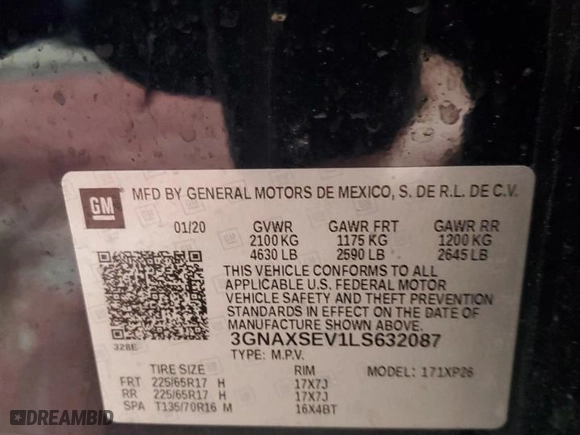 GM
MFD BY GENERAL MOTORS DE MEXICO, S. DE R.L. DE C.V.
01/20 GVWR GAWR FRT GAWR RR
2100 KG 1175 KG 1200 KG
4630 LB 2590 LB 2645 LB
THIS VEHICLE CONFORMS TO ALL
APPLICABLE U.S. FEDERAL MOTOR
VEHICLE SAFETY AND THEFT PREVENTION
STANDARDS IN EFFECT ON THE DATE OF
MANUFACTURE SHOWN ABOVE.
328E 3GNAXSEV1LS632087
TYPE: M.P.V. MODEL: 171XP26
TIRE SIZE RIM
FRT 225/65R17 H 17X7J
RR 225/65R17 H 17X7J
SPA T135/70R16 M 16X4BT
DREAMBID